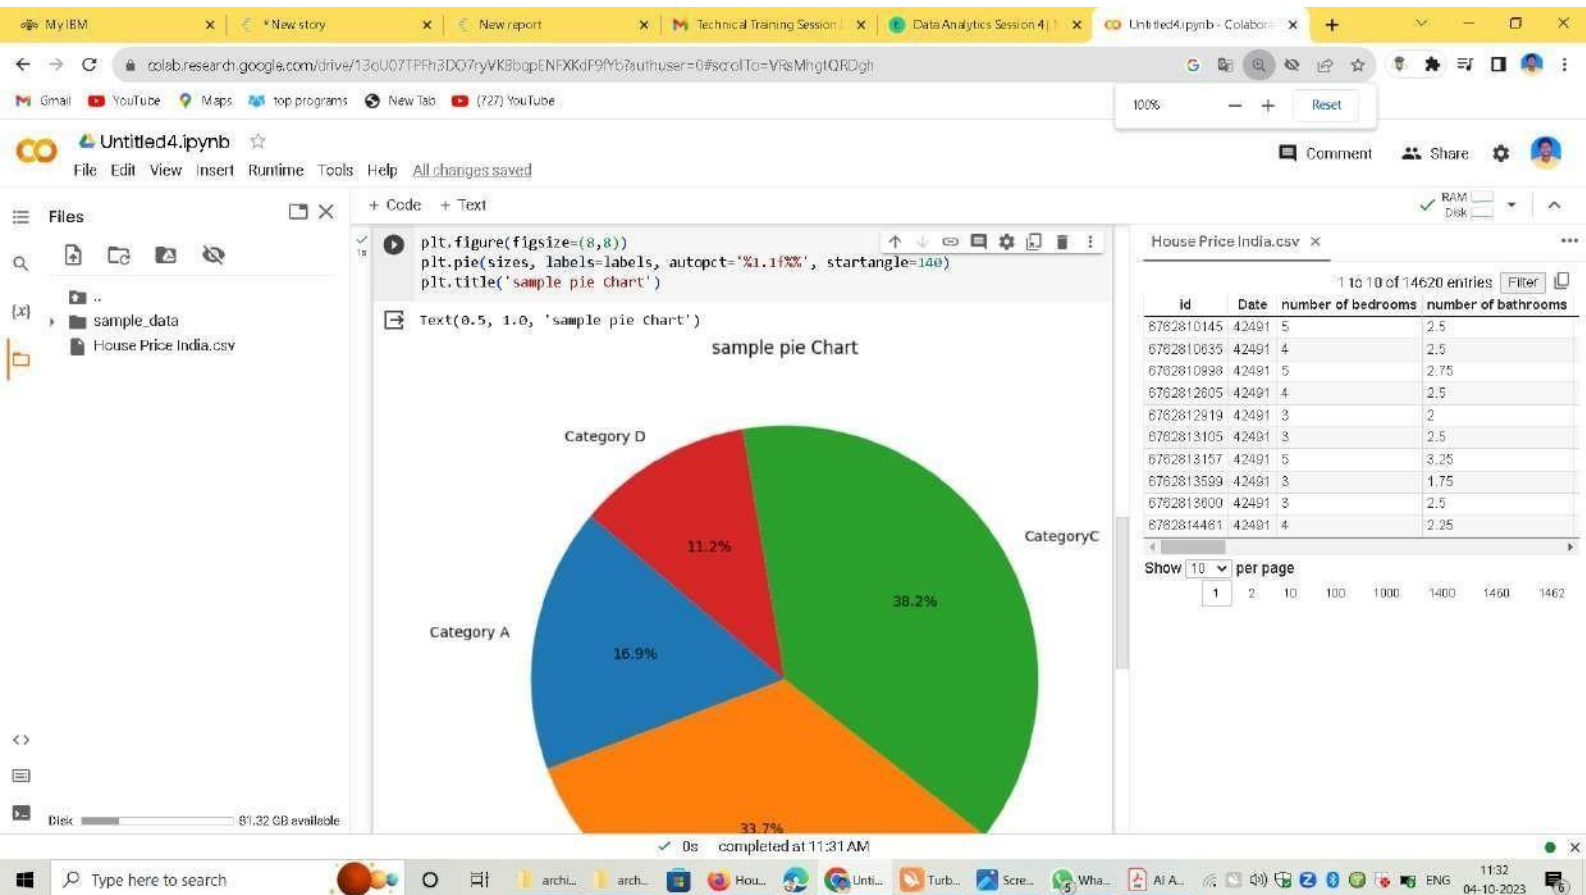 My IBM
* New story
New report
Technical Training Session
Data Analytics Session 4 |
Untitled4.ipynb - Colabora
colab.research.google.com/drive/
Gmail
YouTube
Maps
top programs
New Tab
(727) YouTube
100%
Reset
CO
Untitled4.ipynb
File Edit View Insert Runtime Tools Help All changes saved
Comment
Share
Files
+ Code + Text
RAM
Disk
..
sample_data
House Price India.csv
{x}
1s
plt.figure(figsize=(8,8))
plt.pie(sizes, labels=labels, autopct='%1.1f%%', startangle=140)
plt.title('sample pie Chart')
Text(0.5, 1.0, 'sample pie Chart')
sample pie Chart
Category D
CategoryC
11.2%
38.2%
Category A
16.9%
33.7%
House Price India.csv
1 to 10 of 14620 entries Filter
id Date number of bedrooms number of bathrooms
6762810145 42491 5 2.5
6762810635 42491 4 2.5
6762810998 42491 5 2.75
6762812605 42491 4 2.5
6762812919 42491 3 2
6762813105 42491 3 2.5
6762813157 42491 5 3.25
6762813599 42491 3 1.75
6762813600 42491 3 2.5
6762814461 42491 4 2.25
Show 10 per page
1 2 10 100 1000 1400 1460 1462
Disk
81.32 GB available
0s completed at 11:31 AM
Type here to search
archi...
arch...
Hou...
Unti...
Turb...
Scre...
Wha...
AI A...
ENG
11:32
04-10-2023